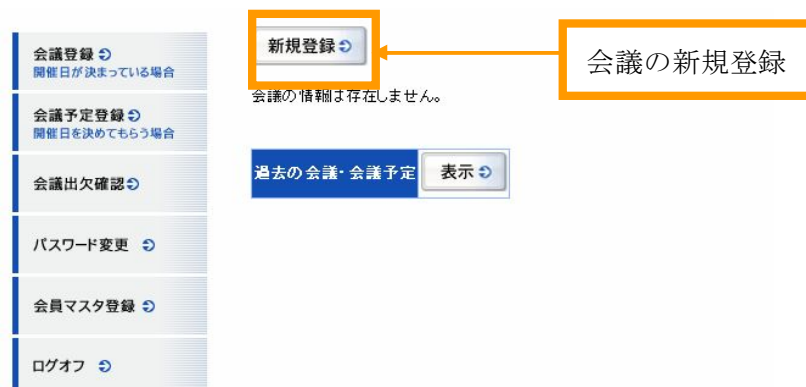 会議登録
開催日が決まっている場合
会議予定登録
開催日を決めてもらう場合
会議出欠確認
パスワード変更
会員マスタ登録
ログオフ
新規登録
会議の新規登録
会議の情報は存在しません。
過去の会議・会議予定 表示